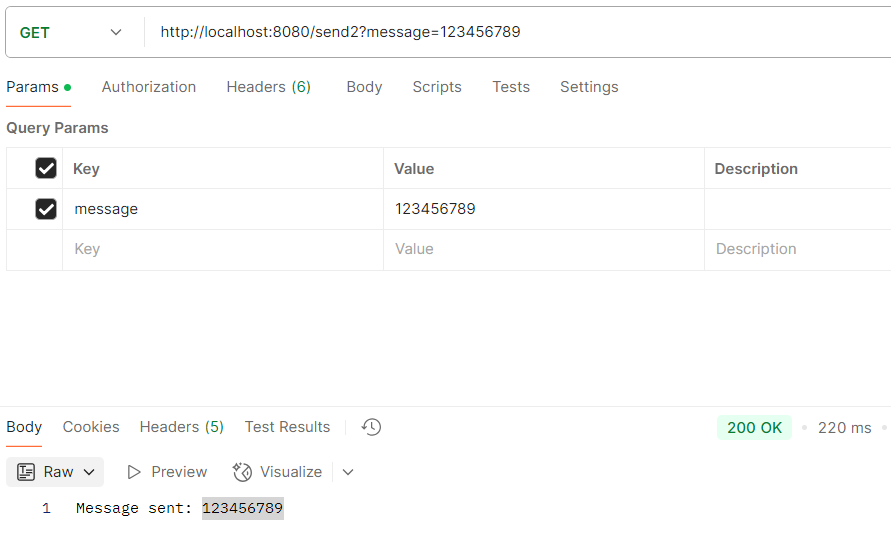 GET http://localhost:8080/send2?message=123456789
Params Authorization Headers (6) Body Scripts Tests Settings
Query Params
Key Value Description
message 123456789
Key Value Description
Body Cookies Headers (5) Test Results 200 OK 220 ms
Raw Preview Visualize
1 Message sent: 123456789